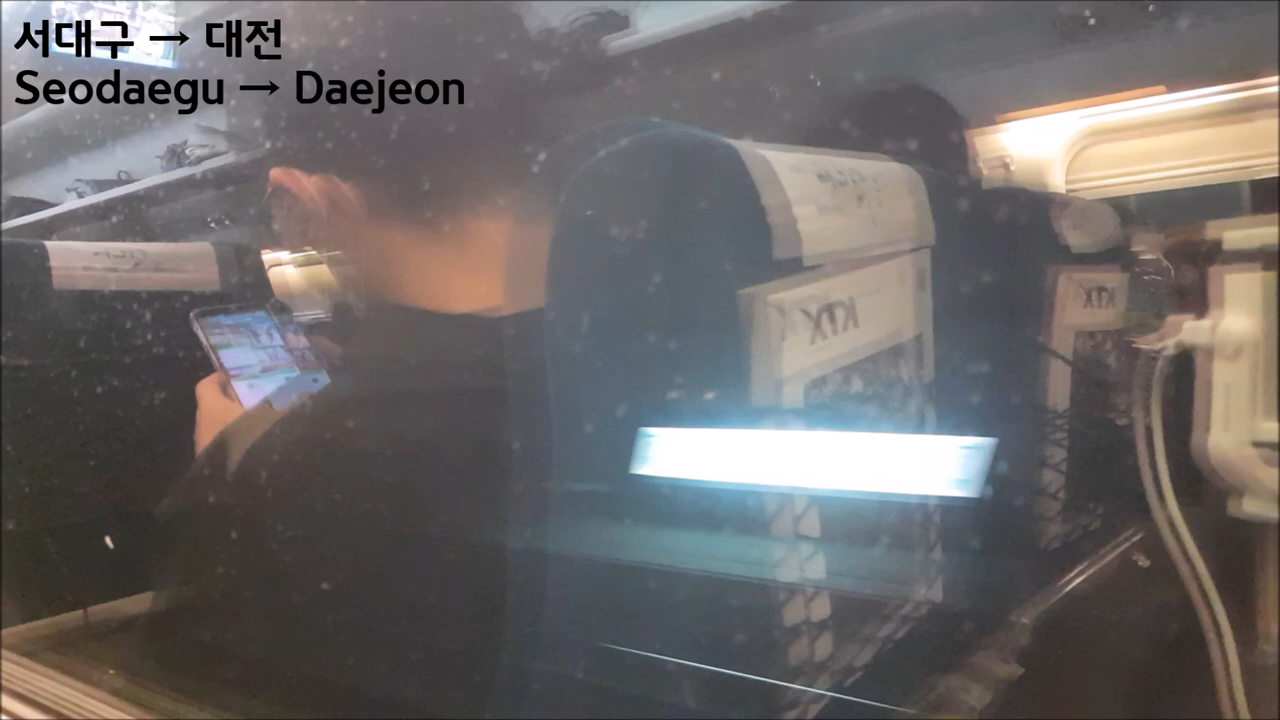 서대구 → 대전
Seodaegu → Daejeon
KTX
KTX